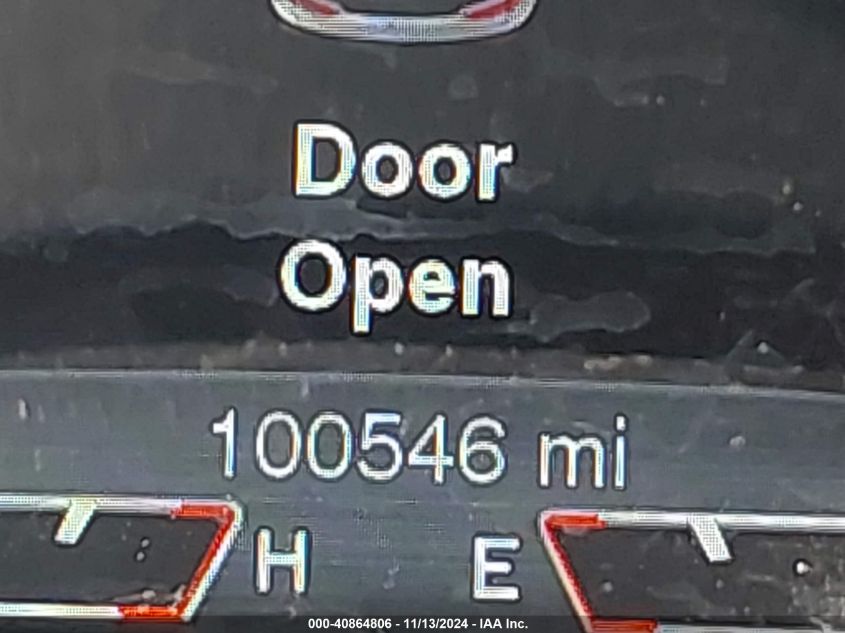 Door
Open
100546 mi
H E
000-40864806 - 11/13/2024 - IAA Inc.